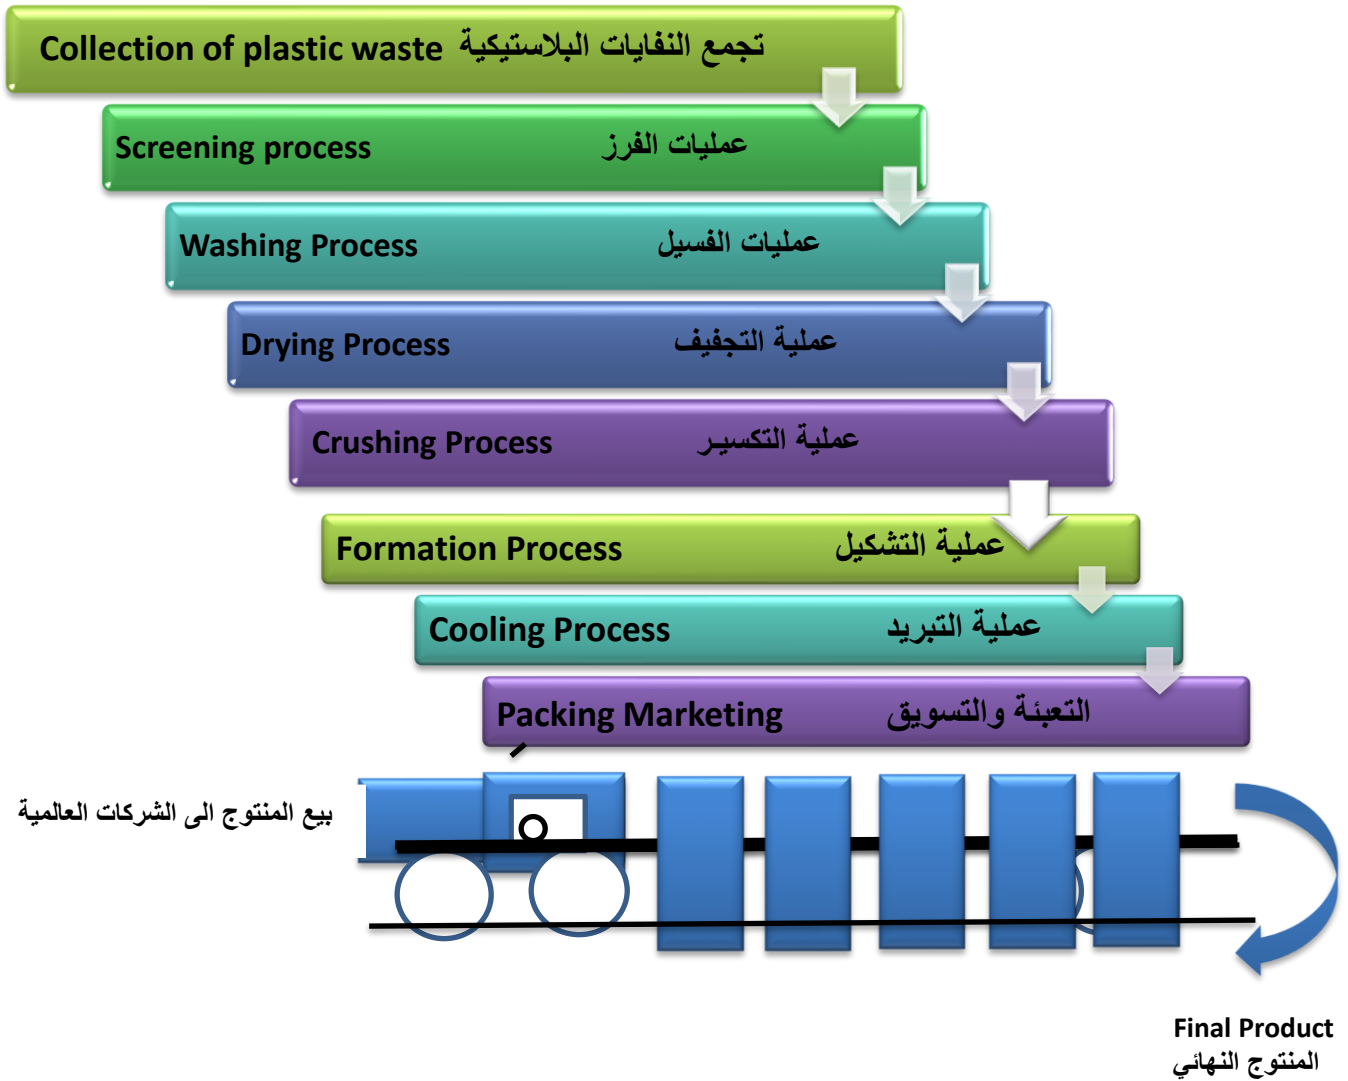 Collection of plastic waste تجمع النفايات البلاستيكية
Screening process عمليات الفرز
Washing Process عمليات الفسيل
Drying Process عملية التجفيف
Crushing Process عملية التكسيـر
Formation Process عملية التشكيل
Cooling Process عملية التبريد
Packing Marketing التعبئة والتسويق
بيع المنتوج الى الشركات العالمية
Final Product
المنتوج النهائي